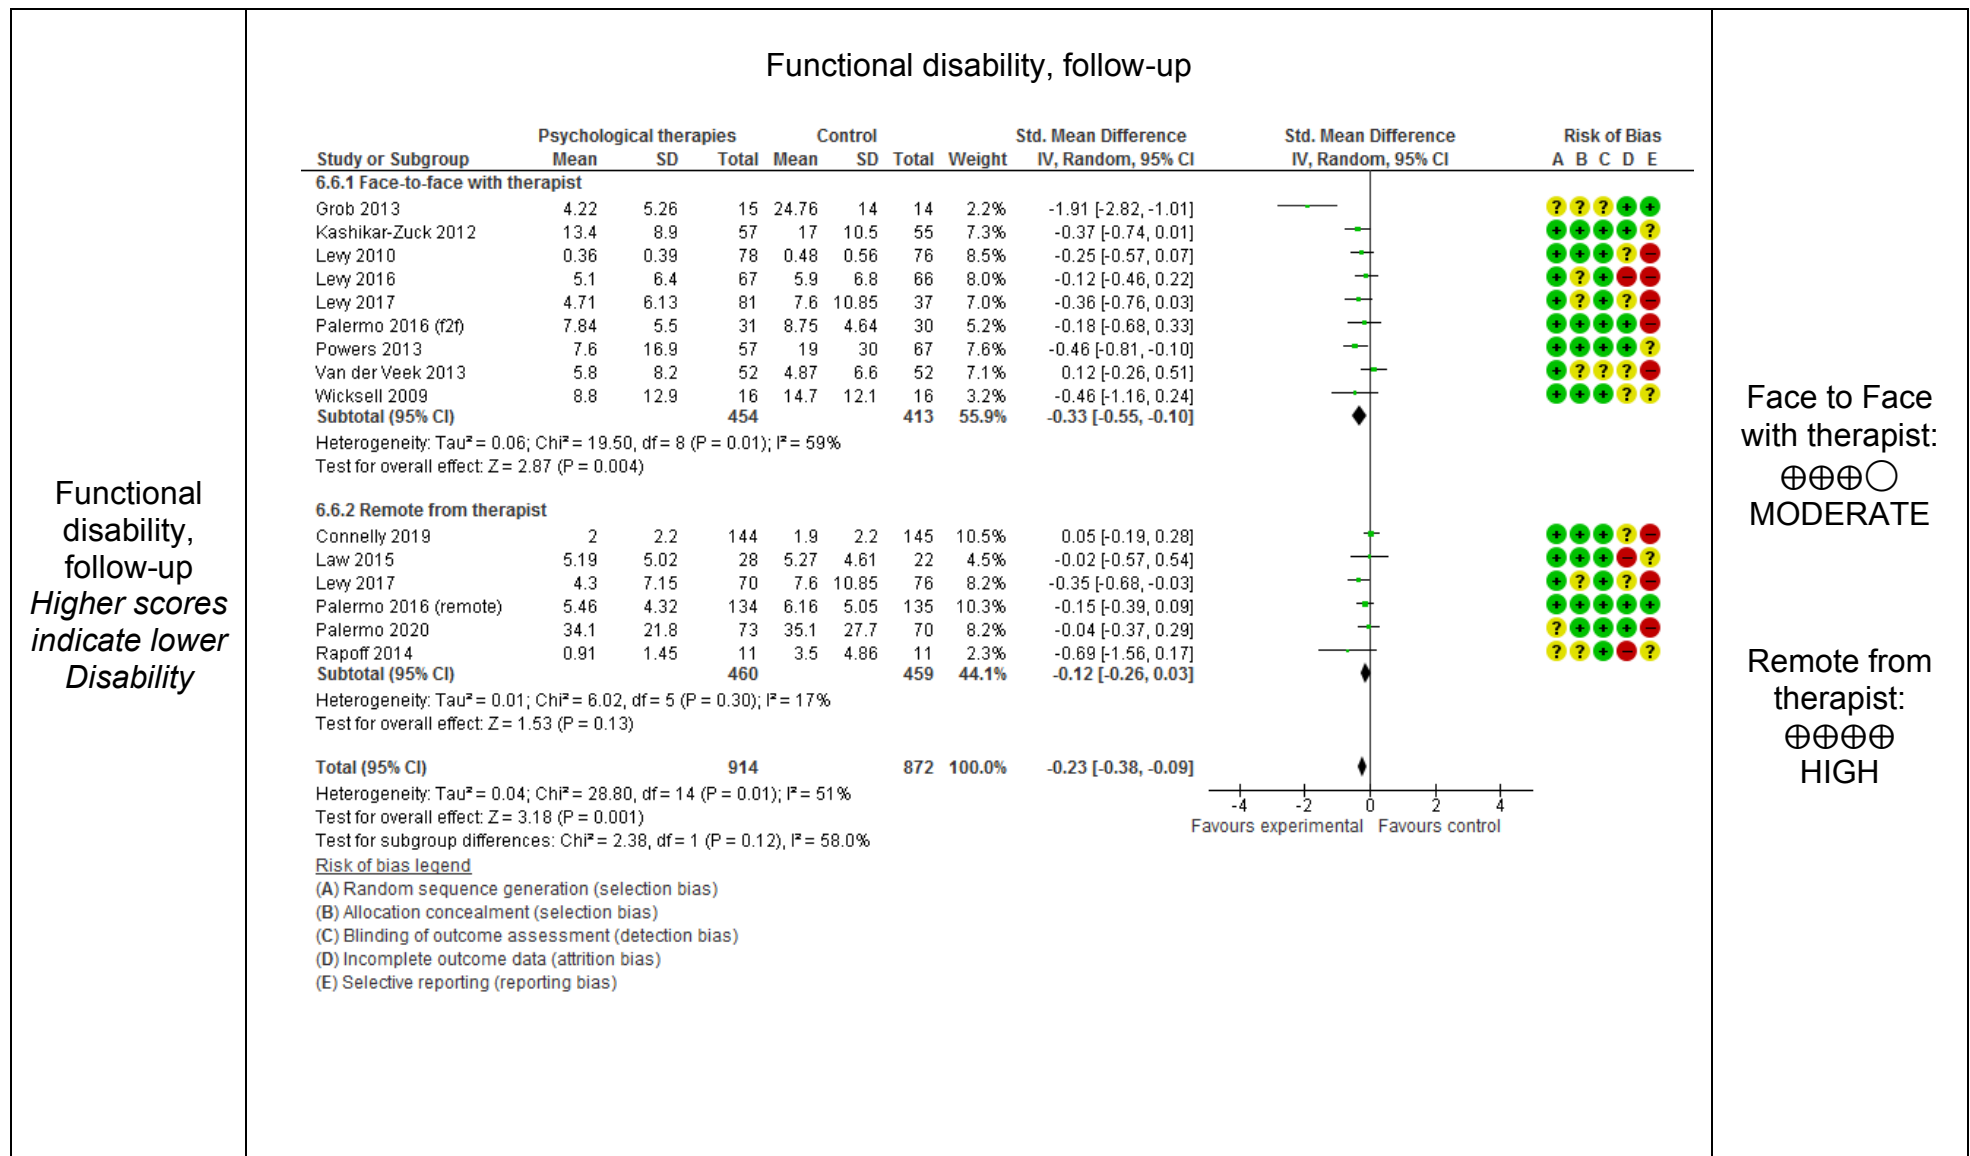 Functional disability, follow-up
Psychological therapies Control Std. Mean Difference Std. Mean Difference Risk of Bias
Study or Subgroup Mean SD Total Mean SD Total Weight IV, Random, 95% CI IV, Random, 95% CI A B C D E
6.6.1 Face-to-face with therapist
Grob 2013 4.22 5.26 15 24.76 14 14 2.2% -1.91 [-2.82, -1.01] ? ? ? + +
Kashikar-Zuck 2012 13.4 8.9 57 17 10.5 55 7.3% -0.37 [-0.74, 0.01] + + + + ?
Levy 2010 0.36 0.39 78 0.48 0.56 76 8.5% -0.25 [-0.57, 0.07] + + + ? -
Levy 2016 5.1 6.4 67 5.9 6.8 66 8.0% -0.12 [-0.46, 0.22] + ? + - -
Levy 2017 4.71 6.13 81 7.6 10.85 37 7.0% -0.36 [-0.76, 0.03] + ? + ? -
Palermo 2016 (f2f) 7.84 5.5 31 8.75 4.64 30 5.2% -0.18 [-0.68, 0.33] + + + + -
Powers 2013 7.6 16.9 57 19 30 67 7.6% -0.46 [-0.81, -0.10] + + + + ?
Van der Veek 2013 5.8 8.2 52 4.87 6.6 52 7.1% 0.12 [-0.26, 0.51] + ? ? ? -
Wicksell 2009 8.8 12.9 16 14.7 12.1 16 3.2% -0.46 [-1.16, 0.24] + + + ? ?
Subtotal (95% CI) 454 413 55.9% -0.33 [-0.55, -0.10]
Heterogeneity: Tau² = 0.06; Chi² = 19.50, df = 8 (P = 0.01); I² = 59%
Test for overall effect: Z = 2.87 (P = 0.004)
6.6.2 Remote from therapist
Connelly 2019 2 2.2 144 1.9 2.2 145 10.5% 0.05 [-0.19, 0.28] + + + ? -
Law 2015 5.19 5.02 28 5.27 4.61 22 4.5% -0.02 [-0.57, 0.54] + + + - ?
Levy 2017 4.3 7.15 70 7.6 10.85 76 8.2% -0.35 [-0.68, -0.03] + ? + ? -
Palermo 2016 (remote) 5.46 4.32 134 6.16 5.05 135 10.3% -0.15 [-0.39, 0.09] + + + + +
Palermo 2020 34.1 21.8 73 35.1 27.7 70 8.2% -0.04 [-0.37, 0.29] ? + + + -
Rapoff 2014 0.91 1.45 11 3.5 4.86 11 2.3% -0.69 [-1.56, 0.17] ? ? + - ?
Subtotal (95% CI) 460 459 44.1% -0.12 [-0.26, 0.03]
Heterogeneity: Tau² = 0.01; Chi² = 6.02, df = 5 (P = 0.30); I² = 17%
Test for overall effect: Z = 1.53 (P = 0.13)
Total (95% CI) 914 872 100.0% -0.23 [-0.38, -0.09]
Heterogeneity: Tau² = 0.04; Chi² = 28.80, df = 14 (P = 0.01); I² = 51%
Test for overall effect: Z = 3.18 (P = 0.001)
Test for subgroup differences: Chi² = 2.38, df = 1 (P = 0.12), I² = 58.0%
-4 -2 0 2 4
Favours experimental Favours control
Risk of bias legend
(A) Random sequence generation (selection bias)
(B) Allocation concealment (selection bias)
(C) Blinding of outcome assessment (detection bias)
(D) Incomplete outcome data (attrition bias)
(E) Selective reporting (reporting bias)
Functional
disability,
follow-up
Higher scores
indicate lower
Disability
Face to Face
with therapist:
⊕⊕⊕◯
MODERATE
Remote from
therapist:
⊕⊕⊕⊕
HIGH